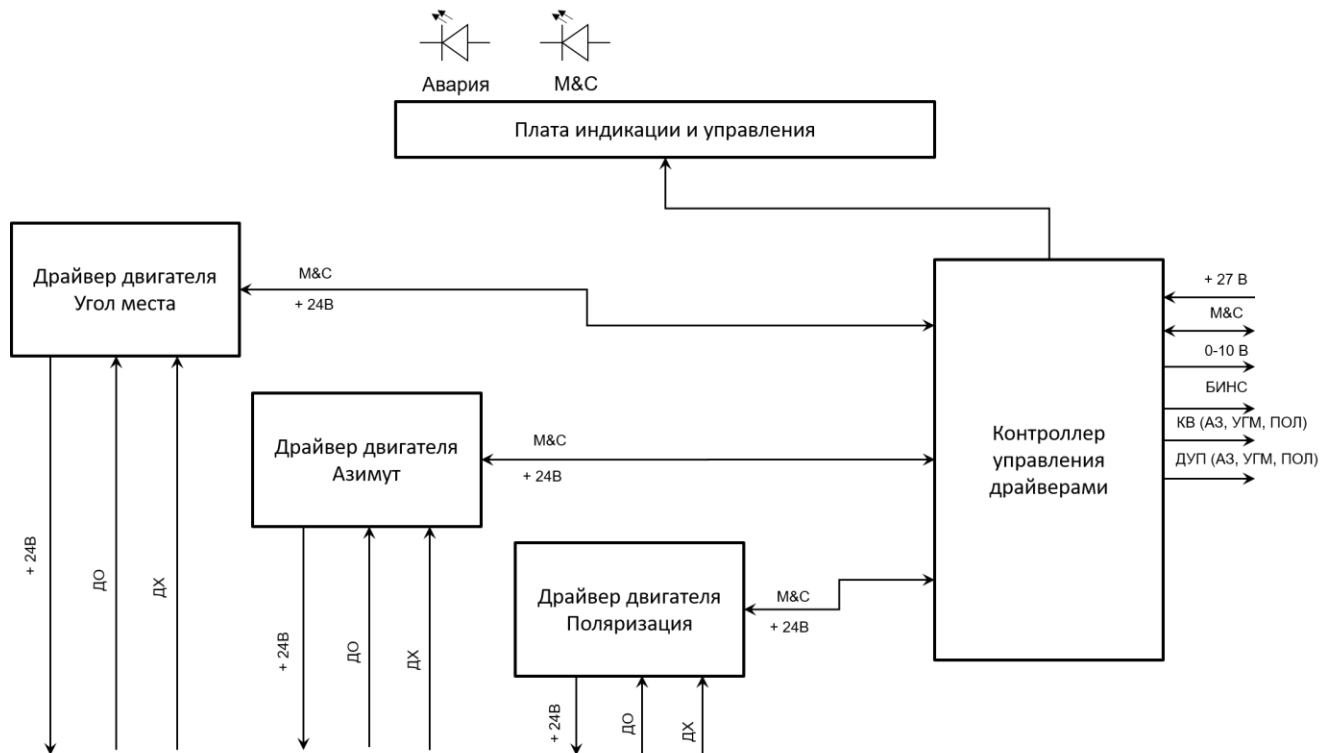 Авария
M&C
Плата индикации и управления
Драйвер двигателя
Угол места
M&C
+ 24В
+ 24В
ДО
ДХ
Драйвер двигателя
Азимут
M&C
+ 24В
+ 24В
ДО
ДХ
Драйвер двигателя
Поляризация
M&C
+ 24В
+ 24В
ДО
ДХ
Контроллер
управления
драйверами
+ 27 В
M&C
0-10 В
БИНС
КВ (АЗ, УГМ, ПОЛ)
ДУП (АЗ, УГМ, ПОЛ)